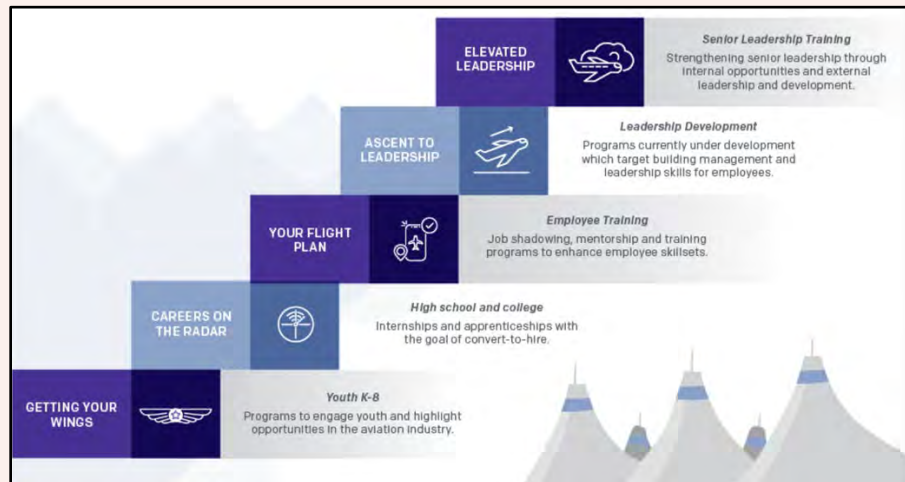 ELEVATED
LEADERSHIP
Senior Leadership Training
Strengthening senior leadership through
internal opportunities and external
leadership and development.
ASCENT TO
LEADERSHIP
Leadership Development
Programs currently under development
which target building management and
leadership skills for employees.
YOUR FLIGHT
PLAN
Employee Training
Job shadowing, mentorship and training
programs to enhance employee skillsets.
CAREERS ON
THE RADAR
High school and college
Internships and apprenticeships with
the goal of convert-to-hire.
GETTING YOUR
WINGS
Youth K-8
Programs to engage youth and highlight
opportunities in the aviation industry.